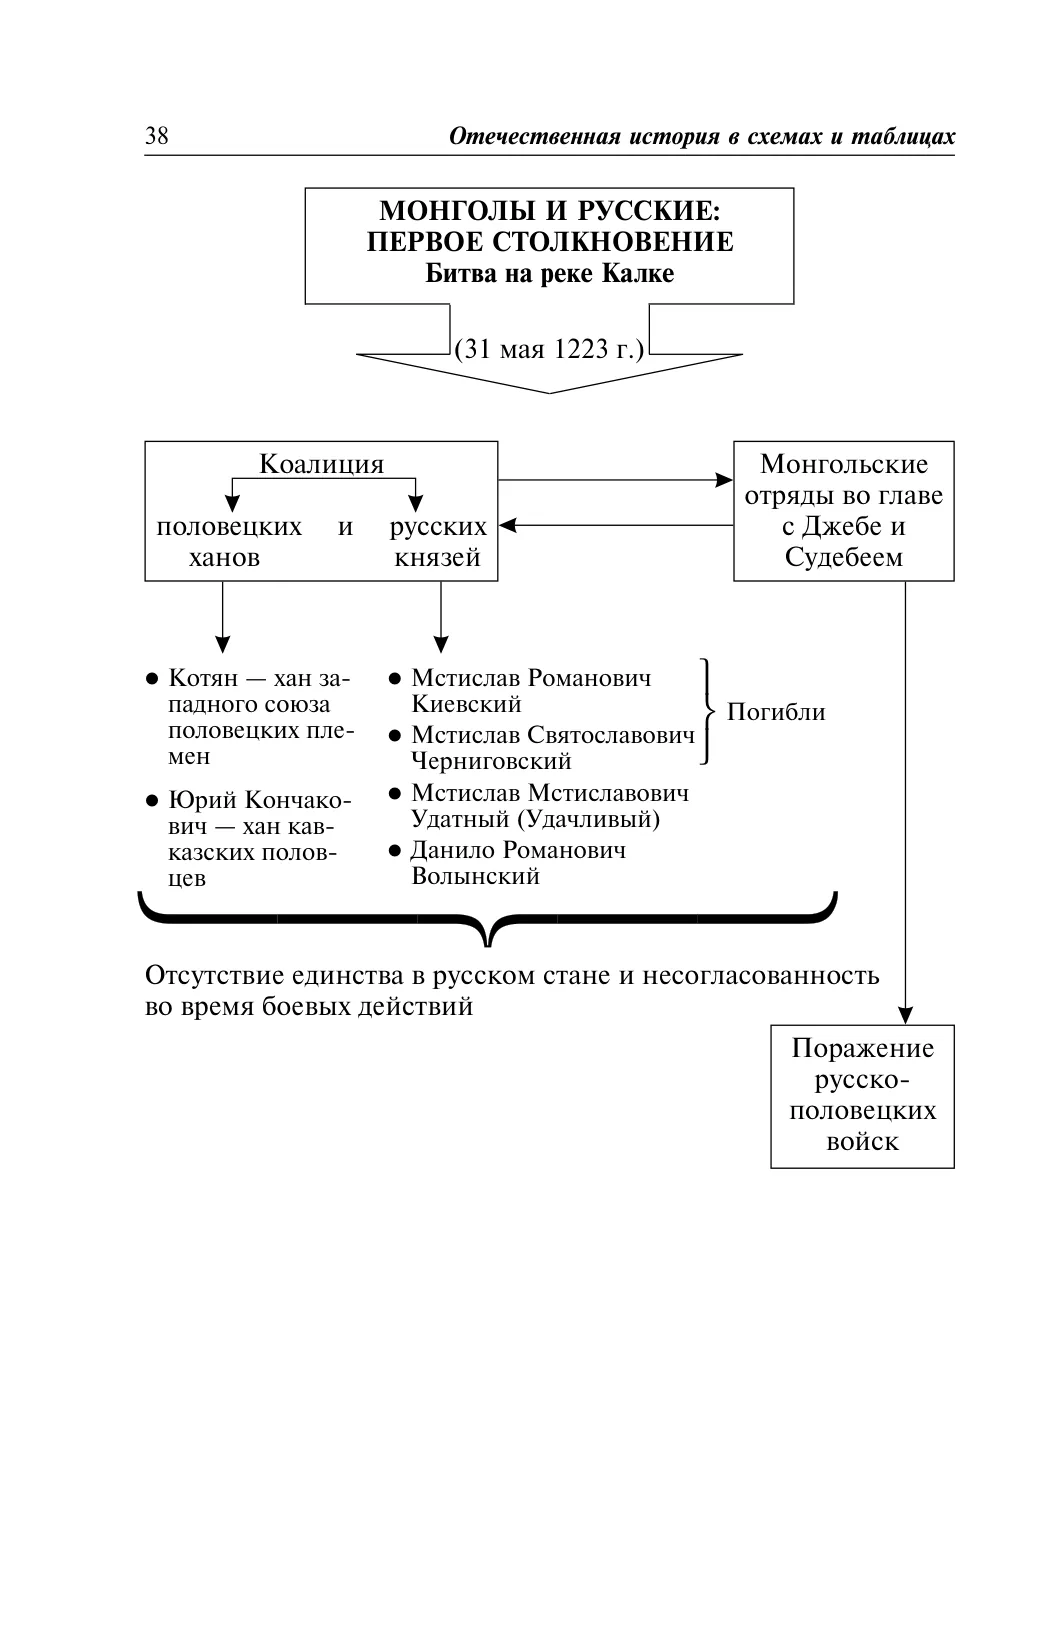 38
Отечественная история в схемах и таблицах
МОНГОЛЫ И РУССКИЕ:
ПЕРВОЕ СТОЛКНОВЕНИЕ
Битва на реке Калке
(31 мая 1223 г.)
Коалиция
половецких и русских
ханов князей
Монгольские
отряды во главе
с Джебе и
Судебеем
Котян — хан за-
падного союза
половецких пле-
мен
Юрий Кончако-
вич — хан кав-
казских полов-
цев
Мстислав Романович
Киевский
Мстислав Святославович
Черниговский
Погибли
Мстислав Мстиславович
Удатный (Удачливый)
Данило Романович
Волынский
Отсутствие единства в русском стане и несогласованность
во время боевых действий
Поражение
русско-
половецких
войск